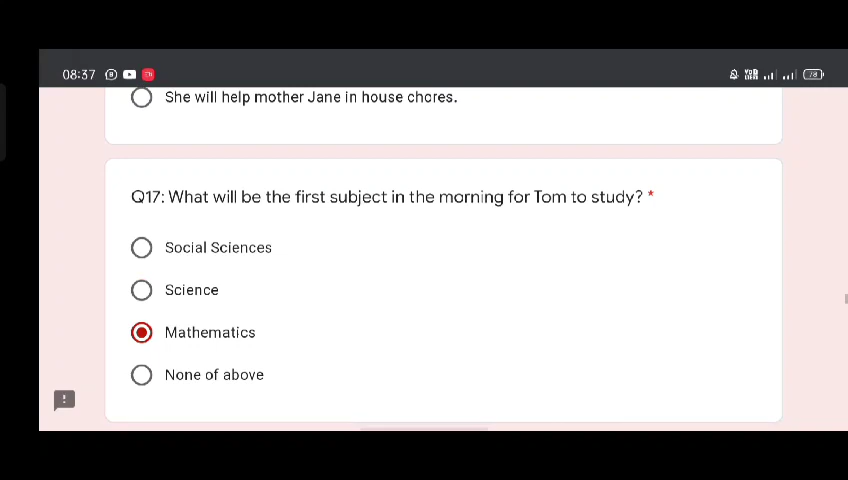 08:37
78
She will help mother Jane in house chores.
Q17: What will be the first subject in the morning for Tom to study? *
Social Sciences
Science
Mathematics
None of above
!